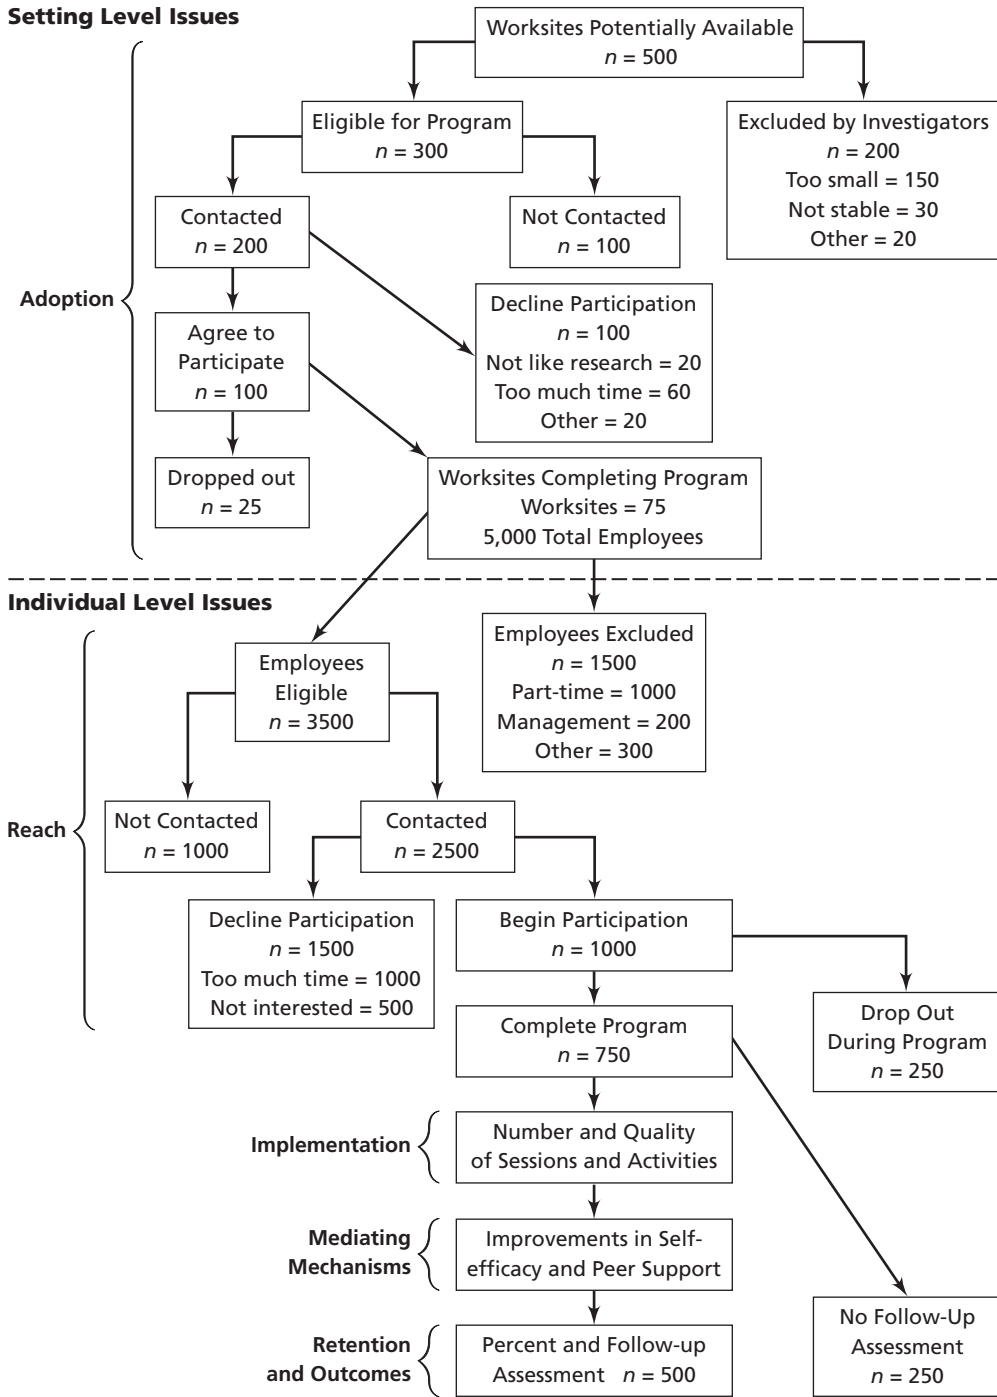 Setting Level Issues
Worksites Potentially Available
n = 500
Eligible for Program
n = 300
Excluded by Investigators
n = 200
Too small = 150
Not stable = 30
Other = 20
Contacted
n = 200
Not Contacted
n = 100
Adoption
Agree to
Participate
n = 100
Decline Participation
n = 100
Not like research = 20
Too much time = 60
Other = 20
Dropped out
n = 25
Worksites Completing Program
Worksites = 75
5,000 Total Employees
Individual Level Issues
Employees
Eligible
n = 3500
Employees Excluded
n = 1500
Part-time = 1000
Management = 200
Other = 300
Reach
Not Contacted
n = 1000
Contacted
n = 2500
Decline Participation
n = 1500
Too much time = 1000
Not interested = 500
Begin Participation
n = 1000
Complete Program
n = 750
Drop Out
During Program
n = 250
Implementation
Number and Quality
of Sessions and Activities
Mediating
Mechanisms
Improvements in Self-
efficacy and Peer Support
Retention
and Outcomes
Percent and Follow-up
Assessment n = 500
No Follow-Up
Assessment
n = 250